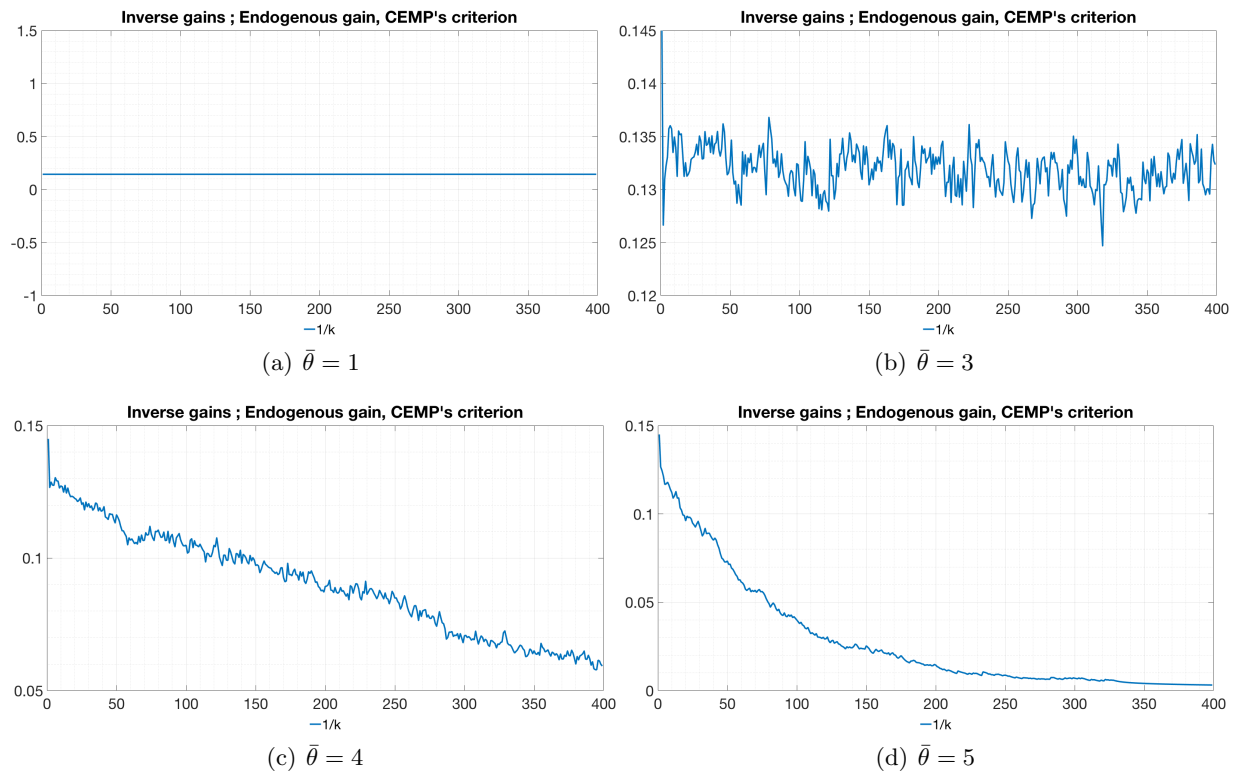 Inverse gains ; Endogenous gain, CEMP's criterion
1.5
1
0.5
0
-0.5
-1
0 50 100 150 200 250 300 350 400
1/k
(a) θ̄ = 1
Inverse gains ; Endogenous gain, CEMP's criterion
0.145
0.14
0.135
0.13
0.125
0.12
0 50 100 150 200 250 300 350 400
1/k
(b) θ̄ = 3
Inverse gains ; Endogenous gain, CEMP's criterion
0.15
0.1
0.05
0 50 100 150 200 250 300 350 400
1/k
(c) θ̄ = 4
Inverse gains ; Endogenous gain, CEMP's criterion
0.15
0.1
0.05
0
0 50 100 150 200 250 300 350 400
1/k
(d) θ̄ = 5